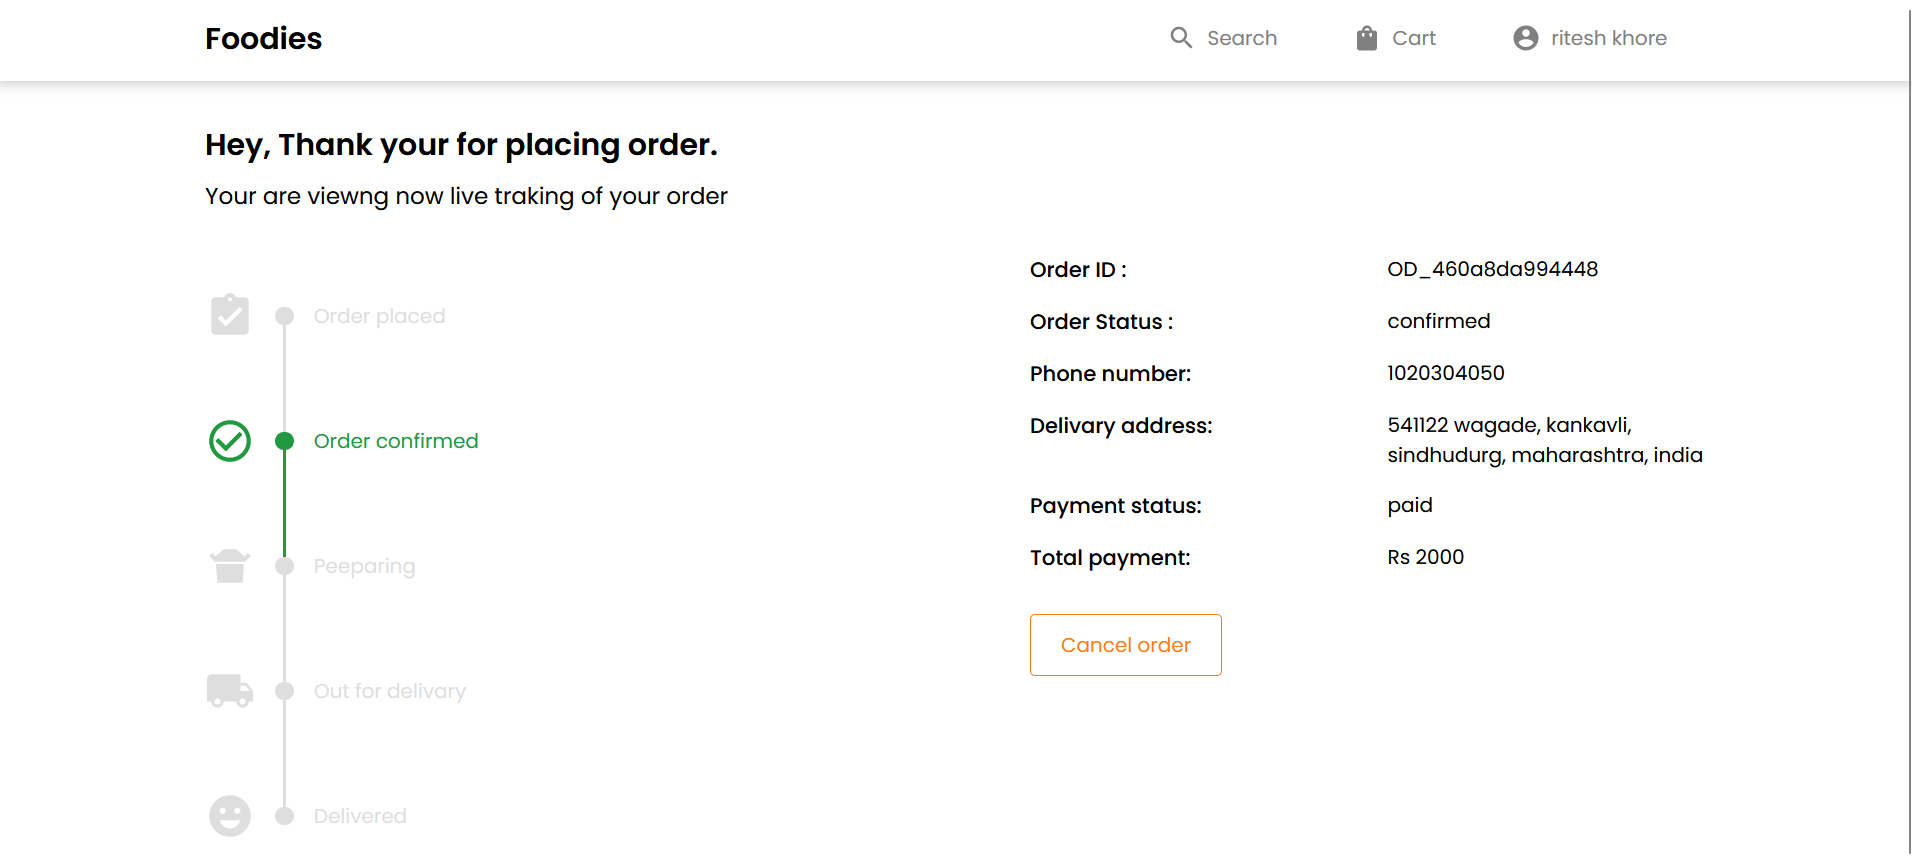 Foodies
Search
Cart
ritesh khore
Hey, Thank your for placing order.
Your are viewng now live traking of your order
Order placed
Order confirmed
Peeparing
Out for delivary
Delivered
Order ID : OD_460a8da994448
Order Status : confirmed
Phone number: 1020304050
Delivary address: 541122 wagade, kankavli,
sindhudurg, maharashtra, india
Payment status: paid
Total payment: Rs 2000
Cancel order